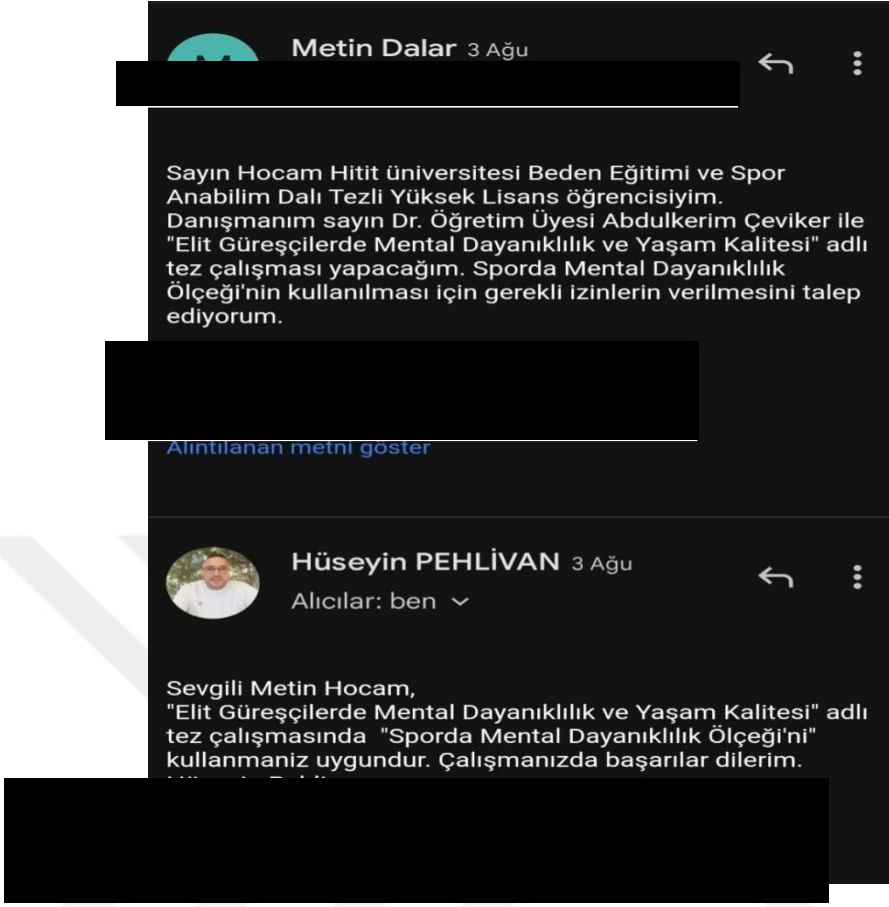 Metin Dalar 3 Ağu
Sayın Hocam Hitit üniversitesi Beden Eğitimi ve Spor
Anabilim Dalı Tezli Yüksek Lisans öğrencisiyim.
Danışmanım sayın Dr. Öğretim Üyesi Abdulkerim Çeviker ile
"Elit Güreşçilerde Mental Dayanıklılık ve Yaşam Kalitesi" adlı
tez çalışması yapacağım. Sporda Mental Dayanıklılık
Ölçeği'nin kullanılması için gerekli izinlerin verilmesini talep
ediyorum.
Alıntılanan metni göster
Hüseyin PEHLİVAN 3 Ağu
Alıcılar: ben
Sevgili Metin Hocam,
"Elit Güreşçilerde Mental Dayanıklılık ve Yaşam Kalitesi" adlı
tez çalışmasında "Sporda Mental Dayanıklılık Ölçeği'ni"
kullanmaniz uygundur. Çalışmanızda başarılar dilerim.